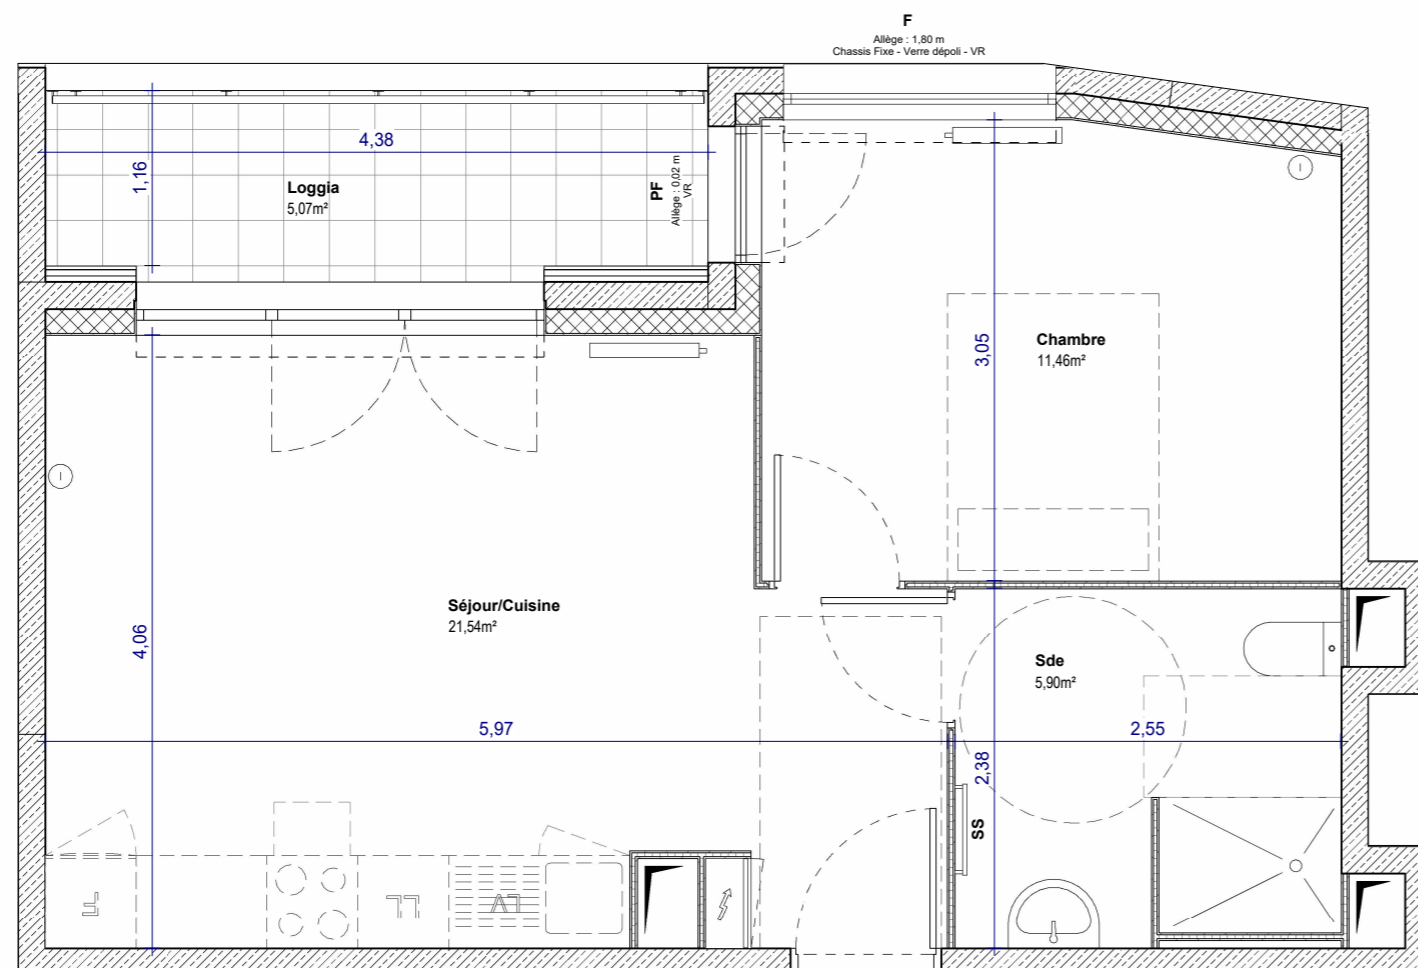 F
Allège : 1,80 m
Chassis Fixe - Verre dépoli - VR
4,38
1,16
Loggia
5,07m²
PF
Allège : 0,02 m
VR
Chambre
11,46m²
3,05
Séjour/Cuisine
21,54m²
4,06
5,97
Sde
5,90m²
2,55
2,38
SS
F
LL
LV